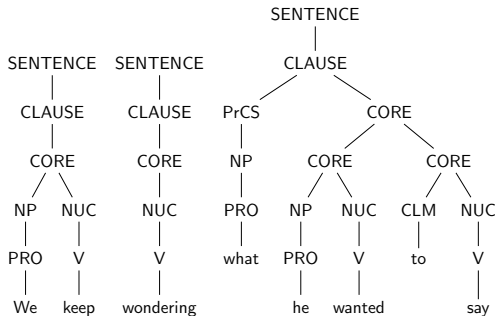 SENTENCE
SENTENCE SENTENCE CLAUSE
CLAUSE CLAUSE PrCS CORE
CORE CORE NP CORE CORE
NP NUC NUC PRO NP NUC CLM NUC
PRO V V what PRO V to V
We keep wondering he wanted say